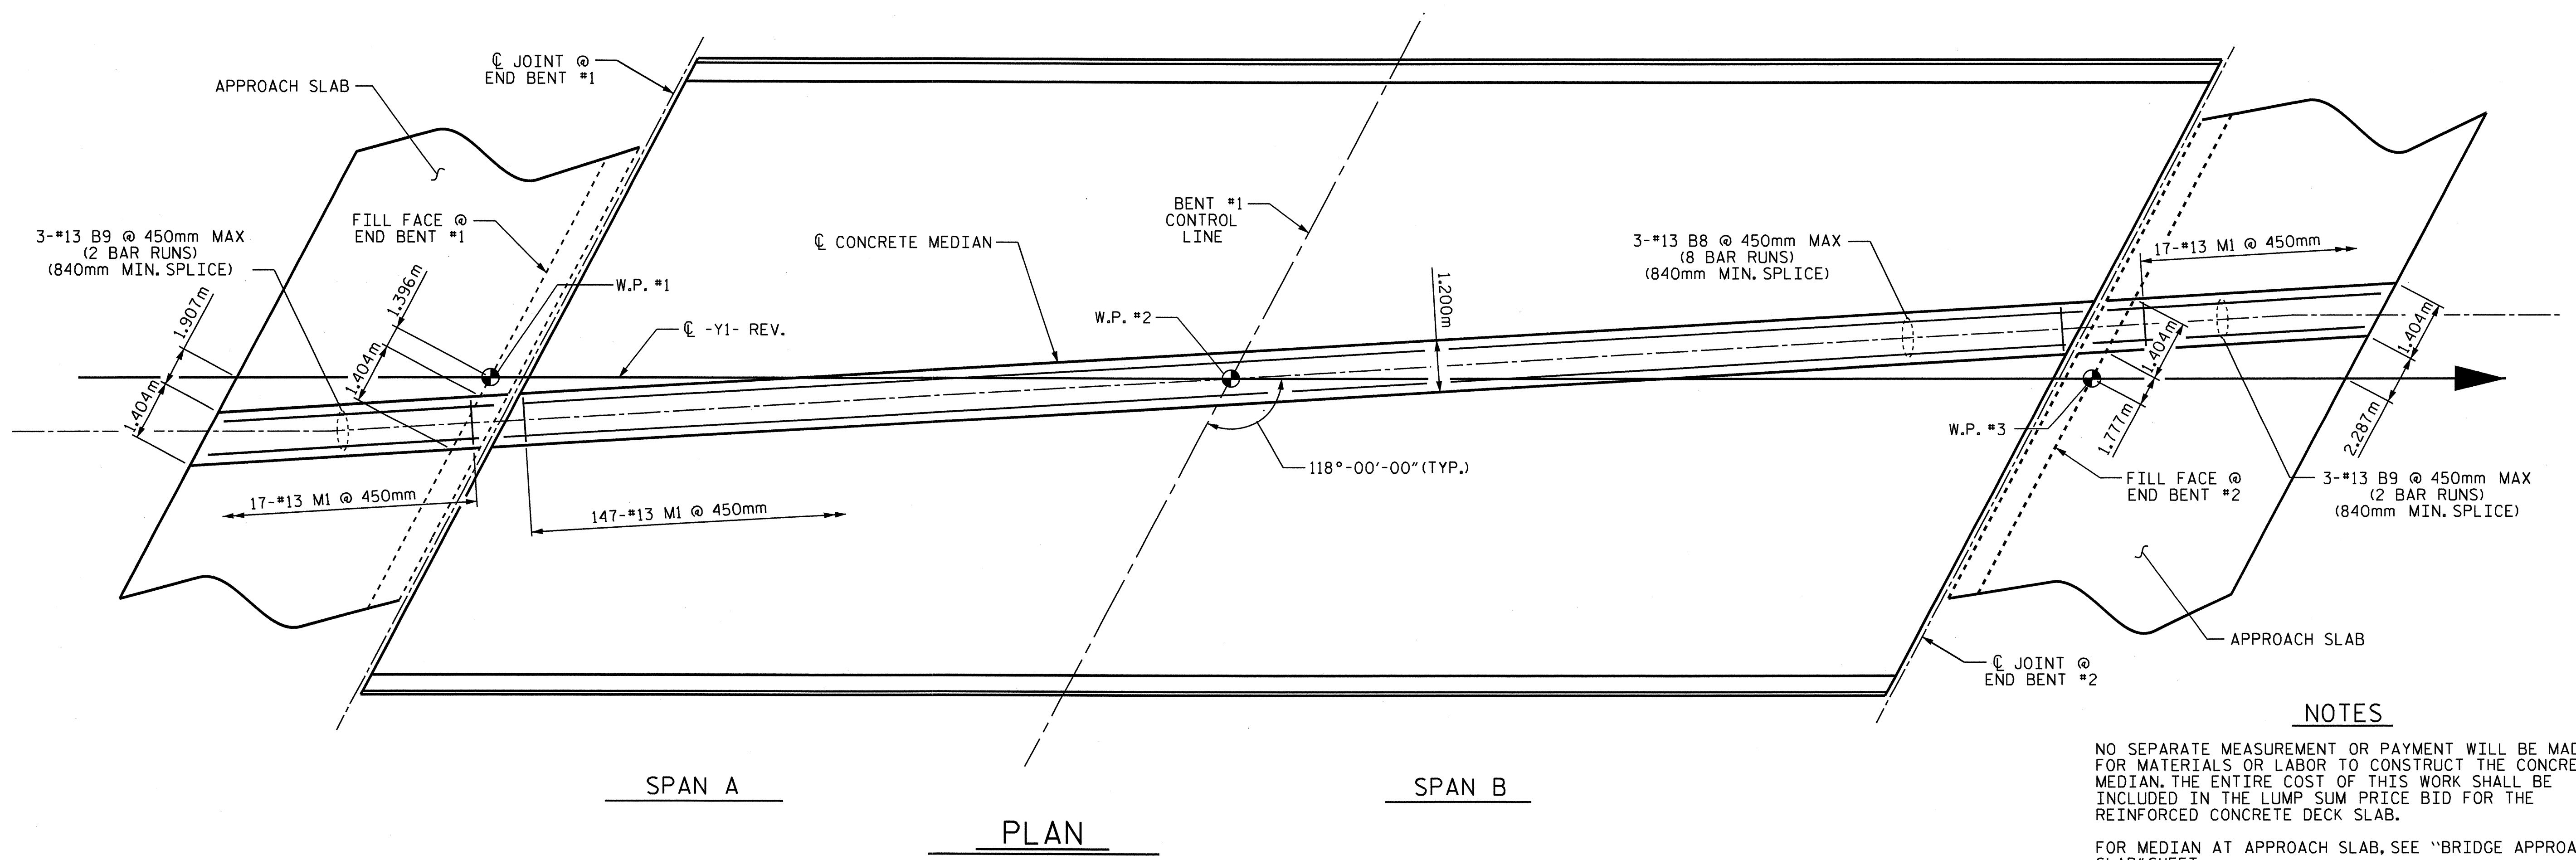 ℄ JOINT @
END BENT #1
APPROACH SLAB
FILL FACE @
END BENT #1
3-#13 B9 @ 450mm MAX
(2 BAR RUNS)
(840mm MIN. SPLICE)
1.907m
1.404m
1.396m
1.404m
W.P. #1
℄ -Y1- REV.
℄ CONCRETE MEDIAN
BENT #1
CONTROL
LINE
W.P. #2
1.200m
118°-00'-00" (TYP.)
3-#13 B8 @ 450mm MAX
(8 BAR RUNS)
(840mm MIN. SPLICE)
17-#13 M1 @ 450mm
1.404m
1.777m
1.404m
2.287m
W.P. #3
FILL FACE @
END BENT #2
3-#13 B9 @ 450mm MAX
(2 BAR RUNS)
(840mm MIN. SPLICE)
17-#13 M1 @ 450mm
147-#13 M1 @ 450mm
APPROACH SLAB
℄ JOINT @
END BENT #2
SPAN A
SPAN B
PLAN
NOTES
NO SEPARATE MEASUREMENT OR PAYMENT WILL BE MAD
FOR MATERIALS OR LABOR TO CONSTRUCT THE CONCRE
MEDIAN. THE ENTIRE COST OF THIS WORK SHALL BE
INCLUDED IN THE LUMP SUM PRICE BID FOR THE
REINFORCED CONCRETE DECK SLAB.
FOR MEDIAN AT APPROACH SLAB, SEE "BRIDGE APPROA